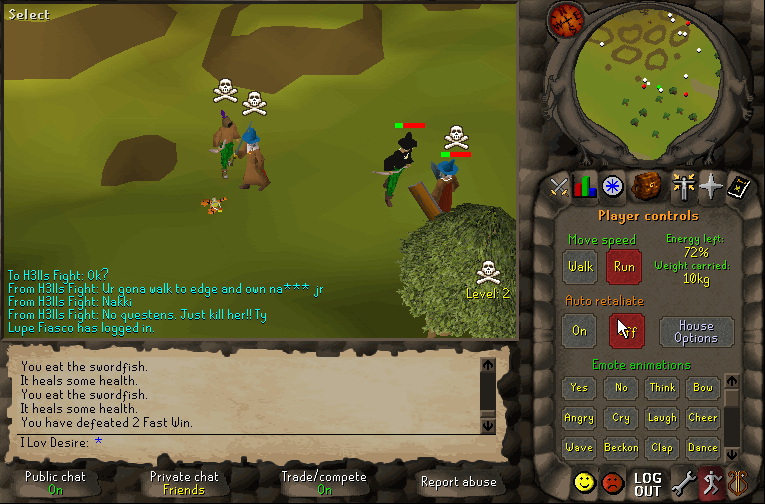 Select
To H3lls Fight: Ok?
From H3lls Fight: Ur gona walk to edge and own na*** jr
From H3lls Fight: Nakki
From H3lls Fight: No questens. Just kill her!! Ty
Lupe Fiasco has logged in.
Level: 2
You eat the swordfish.
It heals some health.
You eat the swordfish.
It heals some health.
You have defeated 2 Fast Win.
I Lov Desire: *
Public chat
On
Private chat
Friends
Trade/compete
On
Report abuse
Player controls
Move speed
Walk
Run
Energy left:
72%
Weight carried:
10kg
Auto retaliate
On
Off
House
Options
Emote animations
Yes
No
Think
Bow
Angry
Cry
Laugh
Cheer
Wave
Beckon
Clap
Dance
LOG
OUT